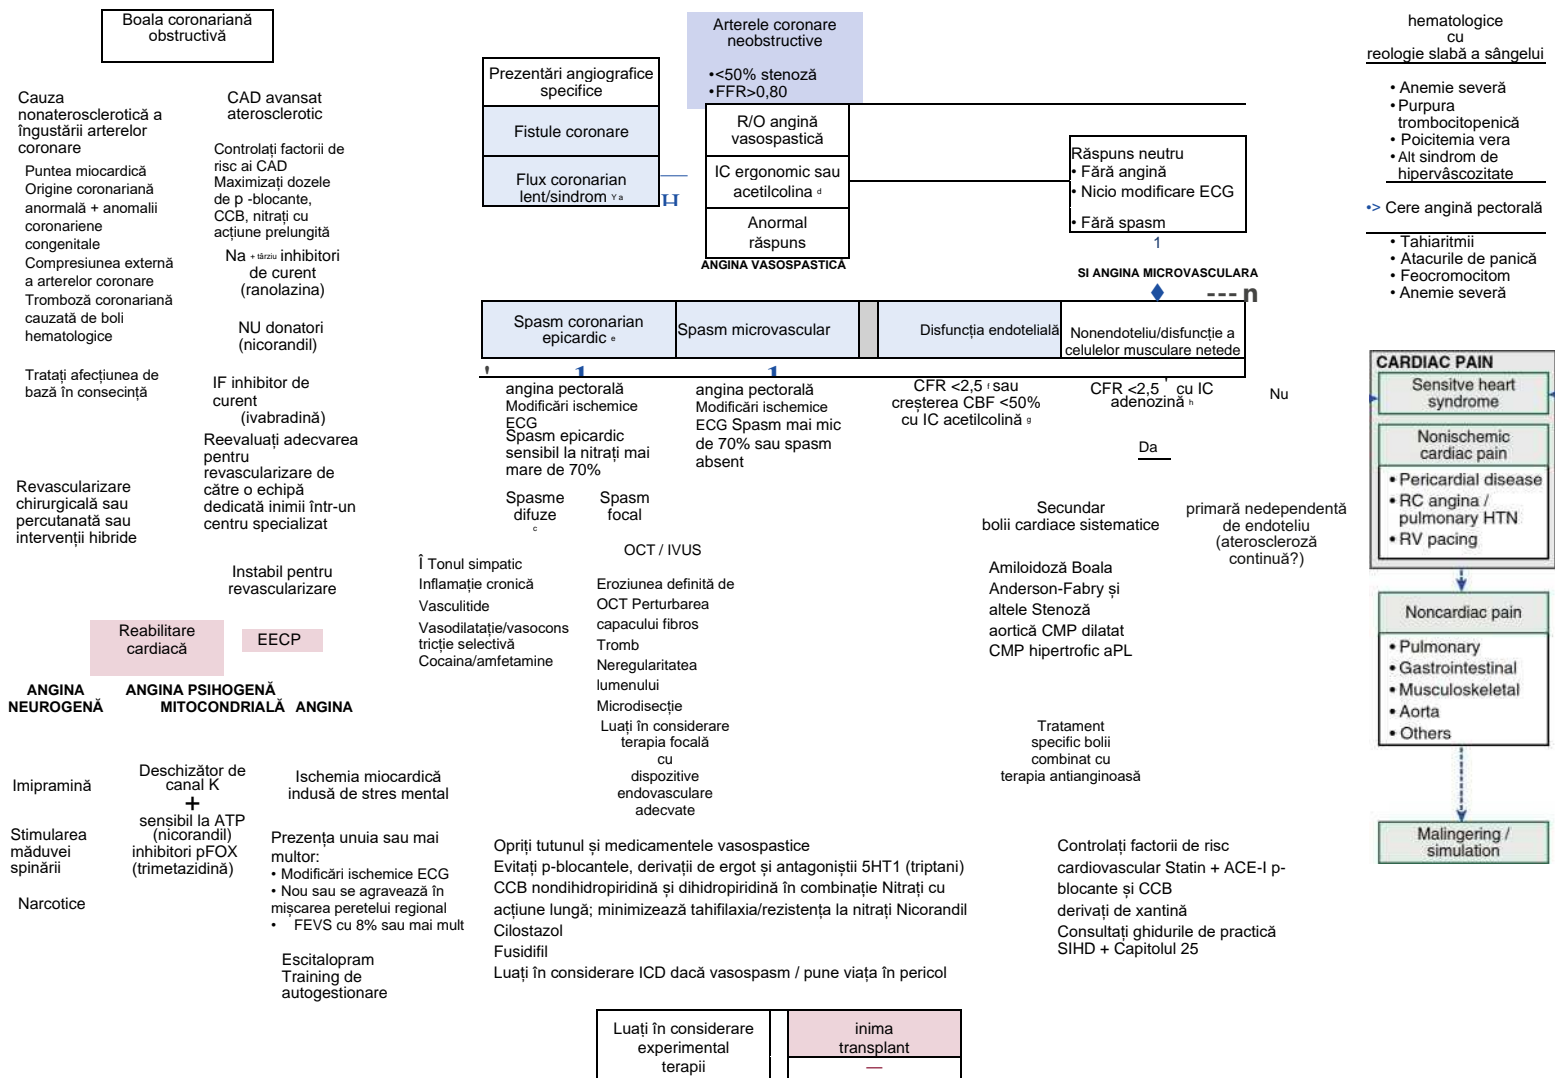 Boala coronariană
obstructivă
Cauza
nonaterosclerotică a
îngustării arterelor
coronare
Puntea miocardică
Origine coronariană
anormală + anomalii
coronariene
congenitale
Compresiunea externă
a arterelor coronare
Tromboză coronariană
cauzată de boli
hematologice
Tratați afecțiunea de
bază în consecință
Revascularizare
chirurgicală sau
percutanată sau
intervenții hibride
CAD avansat
aterosclerotic
Controlați factorii de
risc ai CAD
Maximizați dozele
de p -blocante,
CCB, nitrați cu
acțiune prelungită
Na + târziu inhibitori
de curent
(ranolazina)
NU donatori
(nicorandil)
IF inhibitor de
curent
(ivabradină)
Reevaluați adecvarea
pentru
revascularizare de
către o echipă
dedicată inimii într-un
centru specializat
Instabil pentru
revascularizare
Reabilitare
cardiacă
EECP
ANGINA
NEUROGENĂ
ANGINA PSIHOGENĂ
MITOCONDRIALĂ ANGINA
Imipramină
Stimularea
măduvei
spinării
Narcotice
Deschizător de
canal K
+
sensibil la ATP
(nicorandil)
inhibitori pFOX
(trimetazidină)
Ischemia miocardică
indusă de stres mental
Prezența unuia sau mai
multor:
• Modificări ischemice ECG
• Nou sau se agravează în
mișcarea peretelui regional
• FEVS cu 8% sau mai mult
Escitalopram
Training de
autogestionare
Prezentări angiografice
specifice
Fistule coronare
Flux coronarian
lent/sindrom Y a
H
Arterele coronare
neobstructive
•<50% stenoză
•FFR>0,80
R/O angină
vasospastică
IC ergonomic sau
acetilcolina d
Anormal
răspuns
ANGINA VASOSPASTICĂ
Răspuns neutru
• Fără angină
• Nicio modificare ECG
• Fără spasm
1
SI ANGINA MICROVASCULARA
--- n
Spasm coronarian
epicardic e
Spasm microvascular
Disfuncția endotelială
Nonendoteliu/disfuncție a
celulelor musculare netede
' 1
angina pectorală
Modificări ischemice
ECG
Spasm epicardic
sensibil la nitrați mai
mare de 70%
1
angina pectorală
Modificări ischemice
ECG Spasm mai mic
de 70% sau spasm
absent
CFR <2,5 f sau
creșterea CBF <50%
cu IC acetilcolină g
CFR <2,5 ' cu IC
adenozină h
Nu
Da
Spasme
difuze
c
Spasm
focal
OCT / IVUS
Î Tonul simpatic
Inflamație cronică
Vasculitide
Vasodilatație/vasocons
tricție selectivă
Cocaina/amfetamine
Eroziunea definită de
OCT Perturbarea
capacului fibros
Tromb
Neregularitatea
lumenului
Microdisecție
Luați în considerare
terapia focală
cu
dispozitive
endovasculare
adecvate
Secundar
bolii cardiace sistematice
Amiloidoză Boala
Anderson-Fabry și
altele Stenoză
aortică CMP dilatat
CMP hipertrofic aPL
Tratament
specific bolii
combinat cu
terapia antianginoasă
primară nedependentă
de endoteliu
(ateroscleroză
continuă?)
Opriți tutunul și medicamentele vasospastice
Evitați p-blocantele, derivații de ergot și antagoniștii 5HT1 (triptani)
CCB nondihidropiridină și dihidropiridină în combinație Nitrați cu
acțiune lungă; minimizează tahifilaxia/rezistența la nitrați Nicorandil
Cilostazol
Fusidifil
Luați în considerare ICD dacă vasospasm / pune viața în pericol
Controlați factorii de risc
cardiovascular Statin + ACE-I p-
blocante și CCB
derivați de xantină
Consultați ghidurile de practică
SIHD + Capitolul 25
Luați în considerare
experimental
terapii
inima
transplant
—
hematologice
cu
reologie slabă a sângelui
• Anemie severă
• Purpura
trombocitopenică
• Poicitemia vera
• Alt sindrom de
hipervâscozitate
•> Cere angină pectorală
• Tahiaritmii
• Atacurile de panică
• Feocromocitom
• Anemie severă
CARDIAC PAIN
Sensitve heart
syndrome
Nonischemic
cardiac pain
• Pericardial disease
• RC angina /
pulmonary HTN
• RV pacing
Noncardiac pain
• Pulmonary
• Gastrointestinal
• Musculoskeletal
• Aorta
• Others
Malingering /
simulation